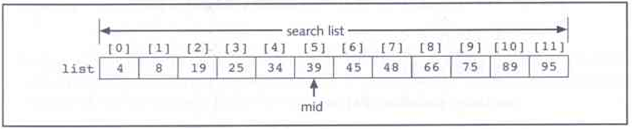 search list
[0] [1] [2] [3] [4] [5] [6] [7] [8] [9] [10] [11]
list 4 8 19 25 34 39 45 48 66 75 89 95
mid